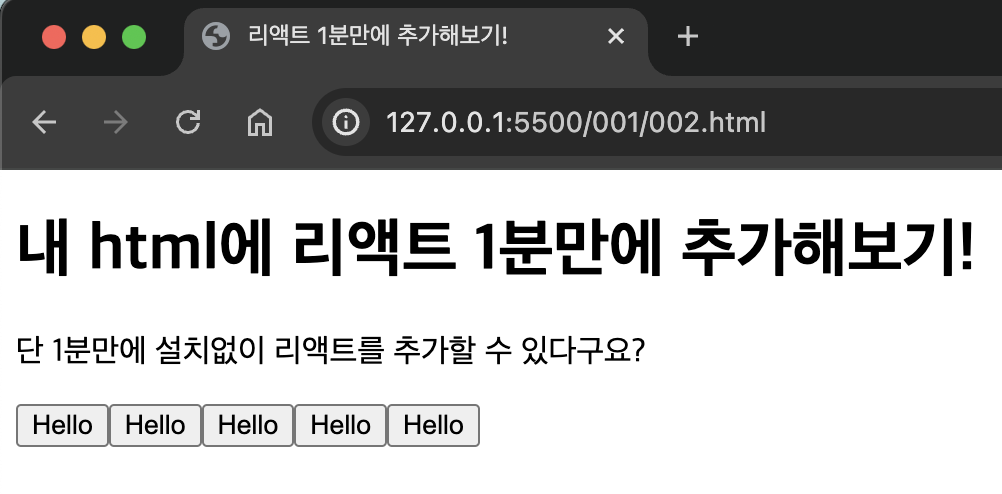 리액트 1분만에 추가해보기!
127.0.0.1:5500/001/002.html
내 html에 리액트 1분만에 추가해보기!
단 1분만에 설치없이 리액트를 추가할 수 있다구요?
Hello Hello Hello Hello Hello